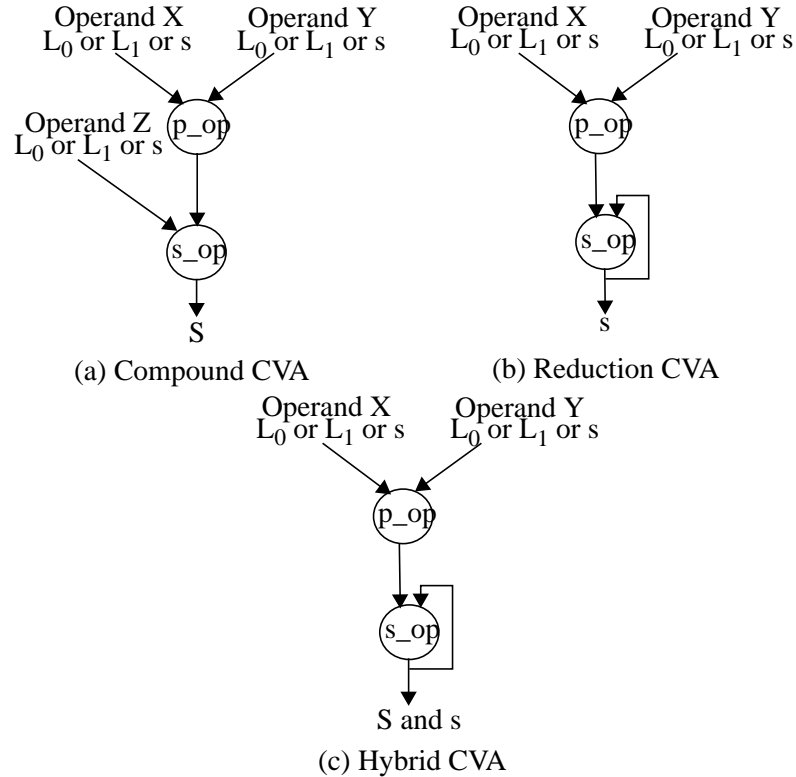 Operand X
L0 or L1 or s
Operand Y
L0 or L1 or s
p_op
Operand Z
L0 or L1 or s
s_op
S
(a) Compound CVA
Operand X
L0 or L1 or s
Operand Y
L0 or L1 or s
p_op
s_op
s
(b) Reduction CVA
Operand X
L0 or L1 or s
Operand Y
L0 or L1 or s
p_op
s_op
S and s
(c) Hybrid CVA